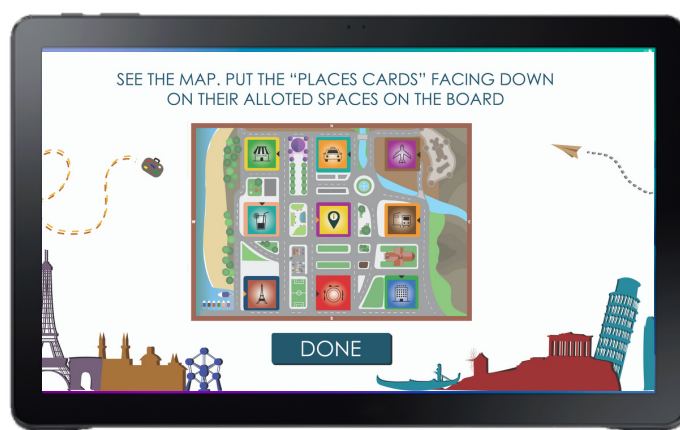 SEE THE MAP. PUT THE “PLACES CARDS” FACING DOWN
ON THEIR ALLOTED SPACES ON THE BOARD
DONE